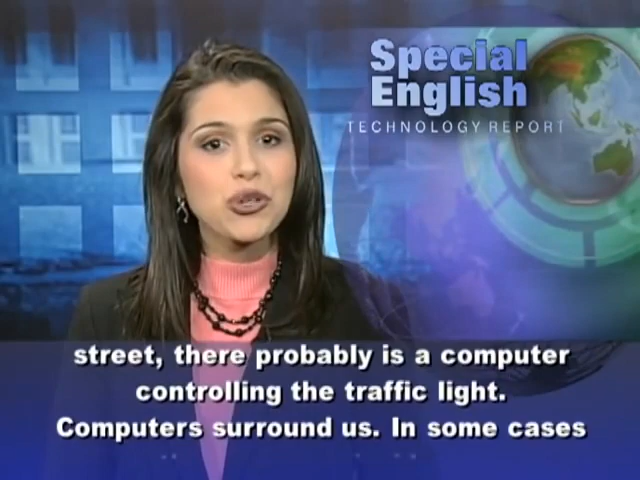 Special
English
TECHNOLOGY REPORT
street, there probably is a computer
controlling the traffic light.
Computers surround us. In some cases